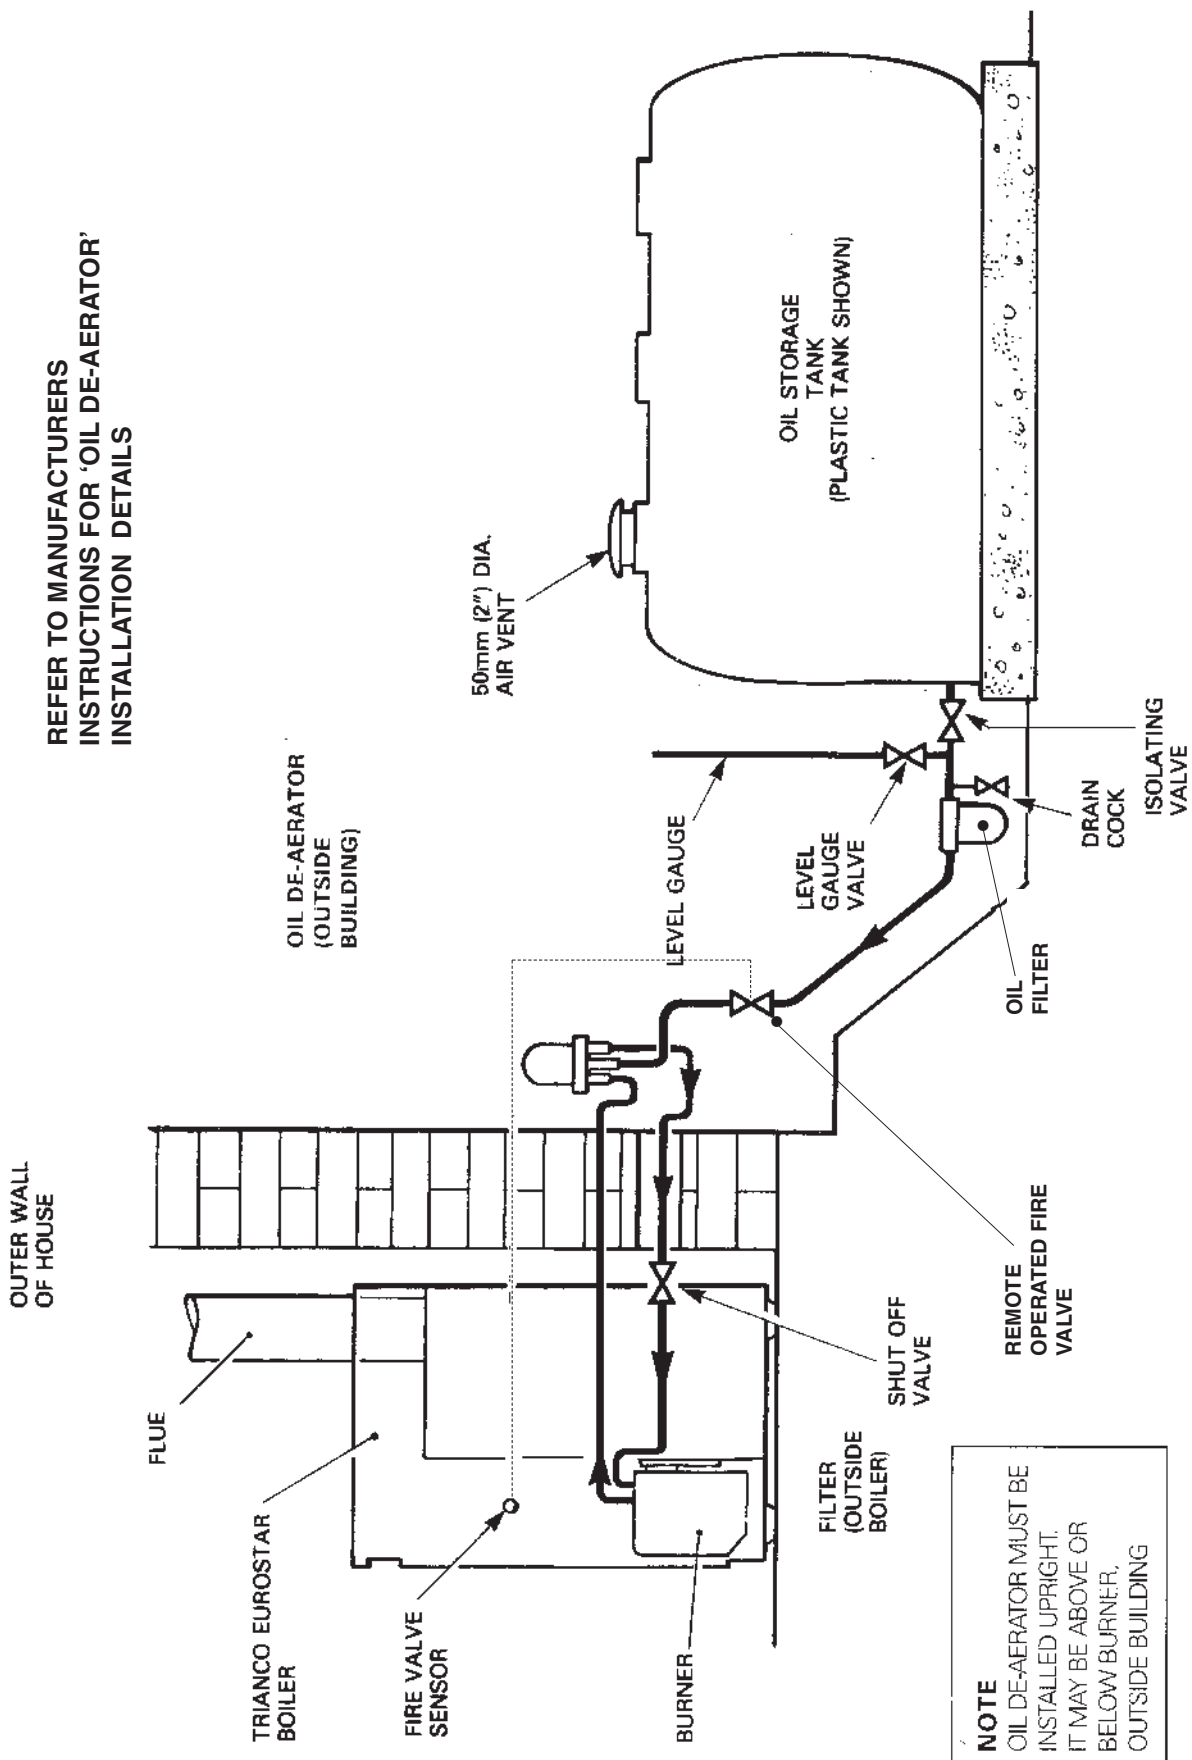 REFER TO MANUFACTURERS
INSTRUCTIONS FOR ‘OIL DE-AERATOR’
INSTALLATION DETAILS
OUTER WALL
OF HOUSE
FLUE
TRIANCO EUROSTAR
BOILER
FIRE VALVE
SENSOR
BURNER
OIL DE-AERATOR
(OUTSIDE
BUILDING)
50mm (2") DIA.
AIR VENT
OIL STORAGE
TANK
(PLASTIC TANK SHOWN)
LEVEL GAUGE
LEVEL
GAUGE
VALVE
FILTER
(OUTSIDE
BOILER)
SHUT OFF
VALVE
REMOTE
OPERATED FIRE
VALVE
OIL
FILTER
DRAIN
COCK
ISOLATING
VALVE
NOTE
OIL DE-AERATOR MUST BE
INSTALLED UPRIGHT.
IT MAY BE ABOVE OR
BELOW BURNER,
OUTSIDE BUILDING